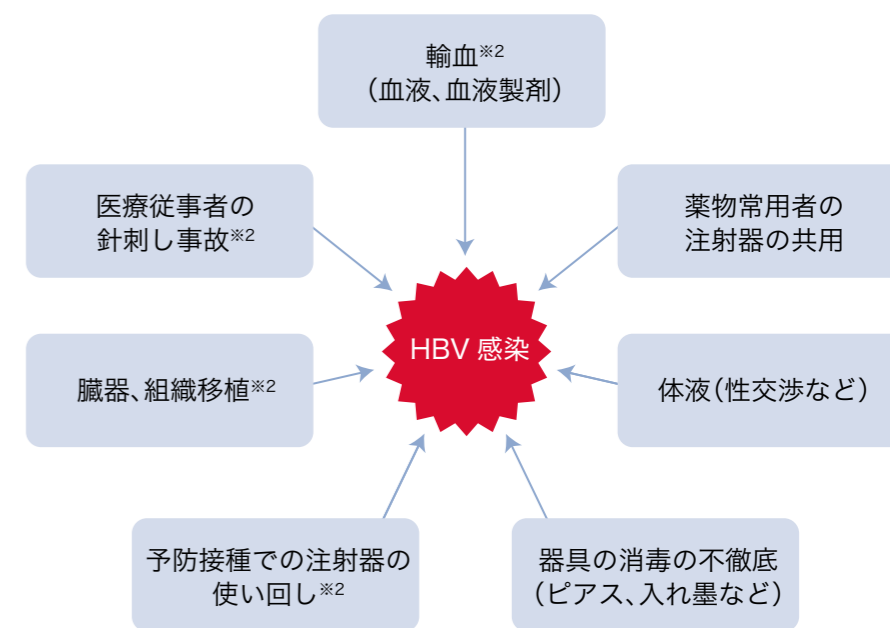 輸血※2
（血液、血液製剤）
医療従事者の
針刺し事故※2
薬物常用者の
注射器の共用
HBV 感染
臓器、組織移植※2
体液（性交渉など）
予防接種での注射器の
使い回し※2
器具の消毒の不徹底
（ピアス、入れ墨など）